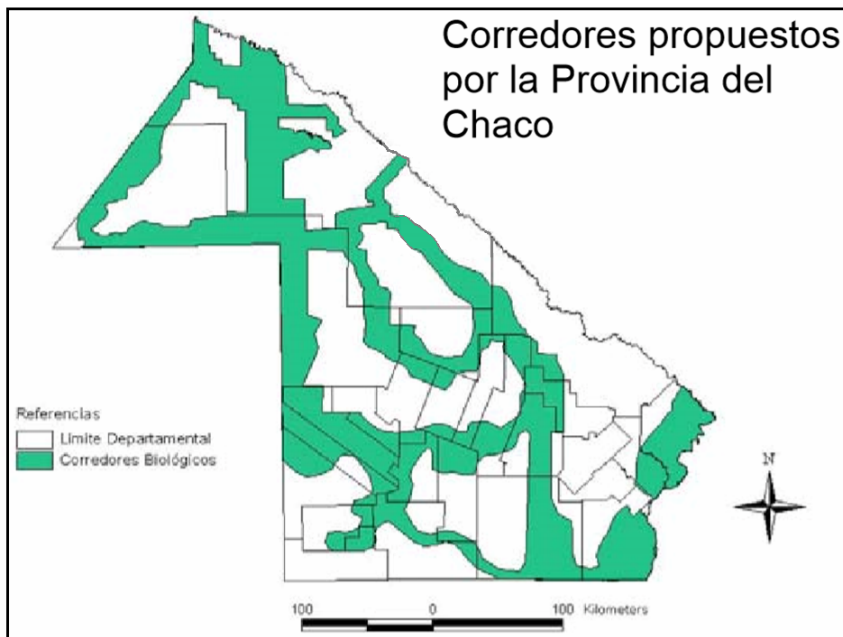 Corredores propuestos
por la Provincia del
Chaco
Referencias
Límite Departamental
Corredores Biológicos
N
100 0 100 Kilometers